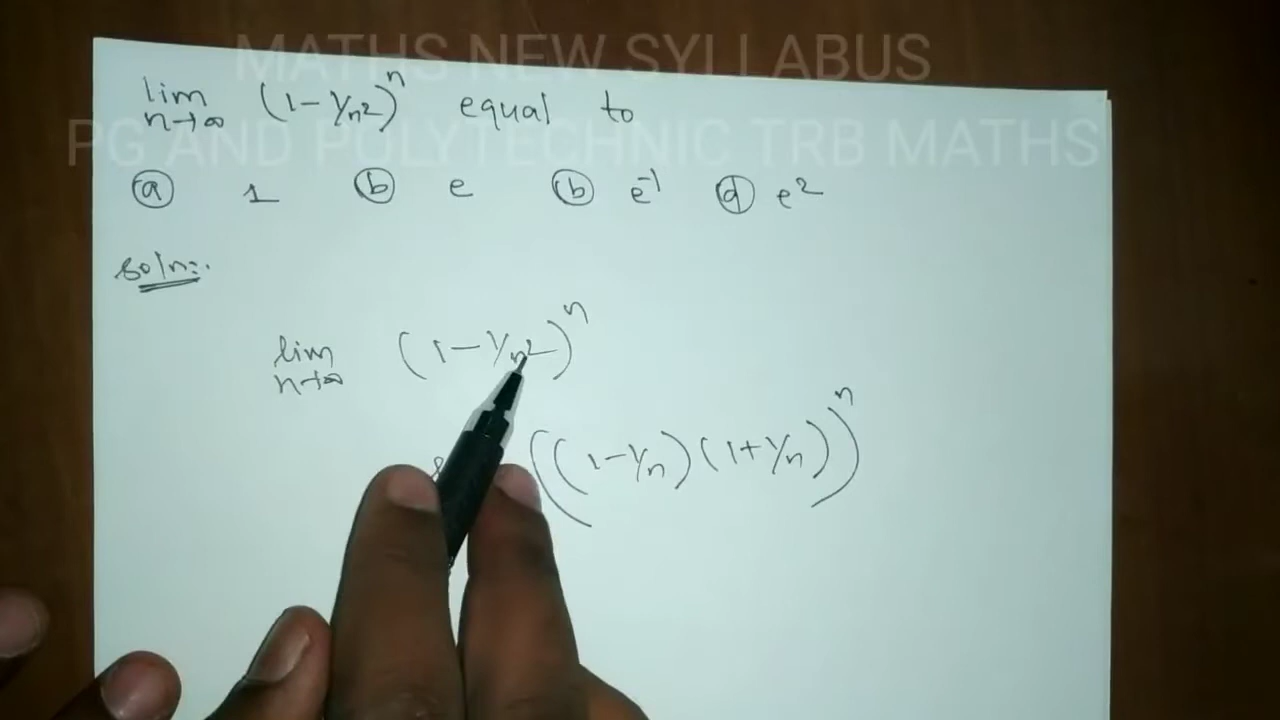 MATHS NEW SYLLABUS
lim (1 - 1/n²)ⁿ equal to
n→∞
PG AND POLYTECHNIC TRB MATHS
ⓐ 1 ⓑ e ⓑ e⁻¹ ⓓ e²
Soln:-
lim (1 - 1/n²)ⁿ
n→∞
((1 - 1/n)(1 + 1/n))ⁿ